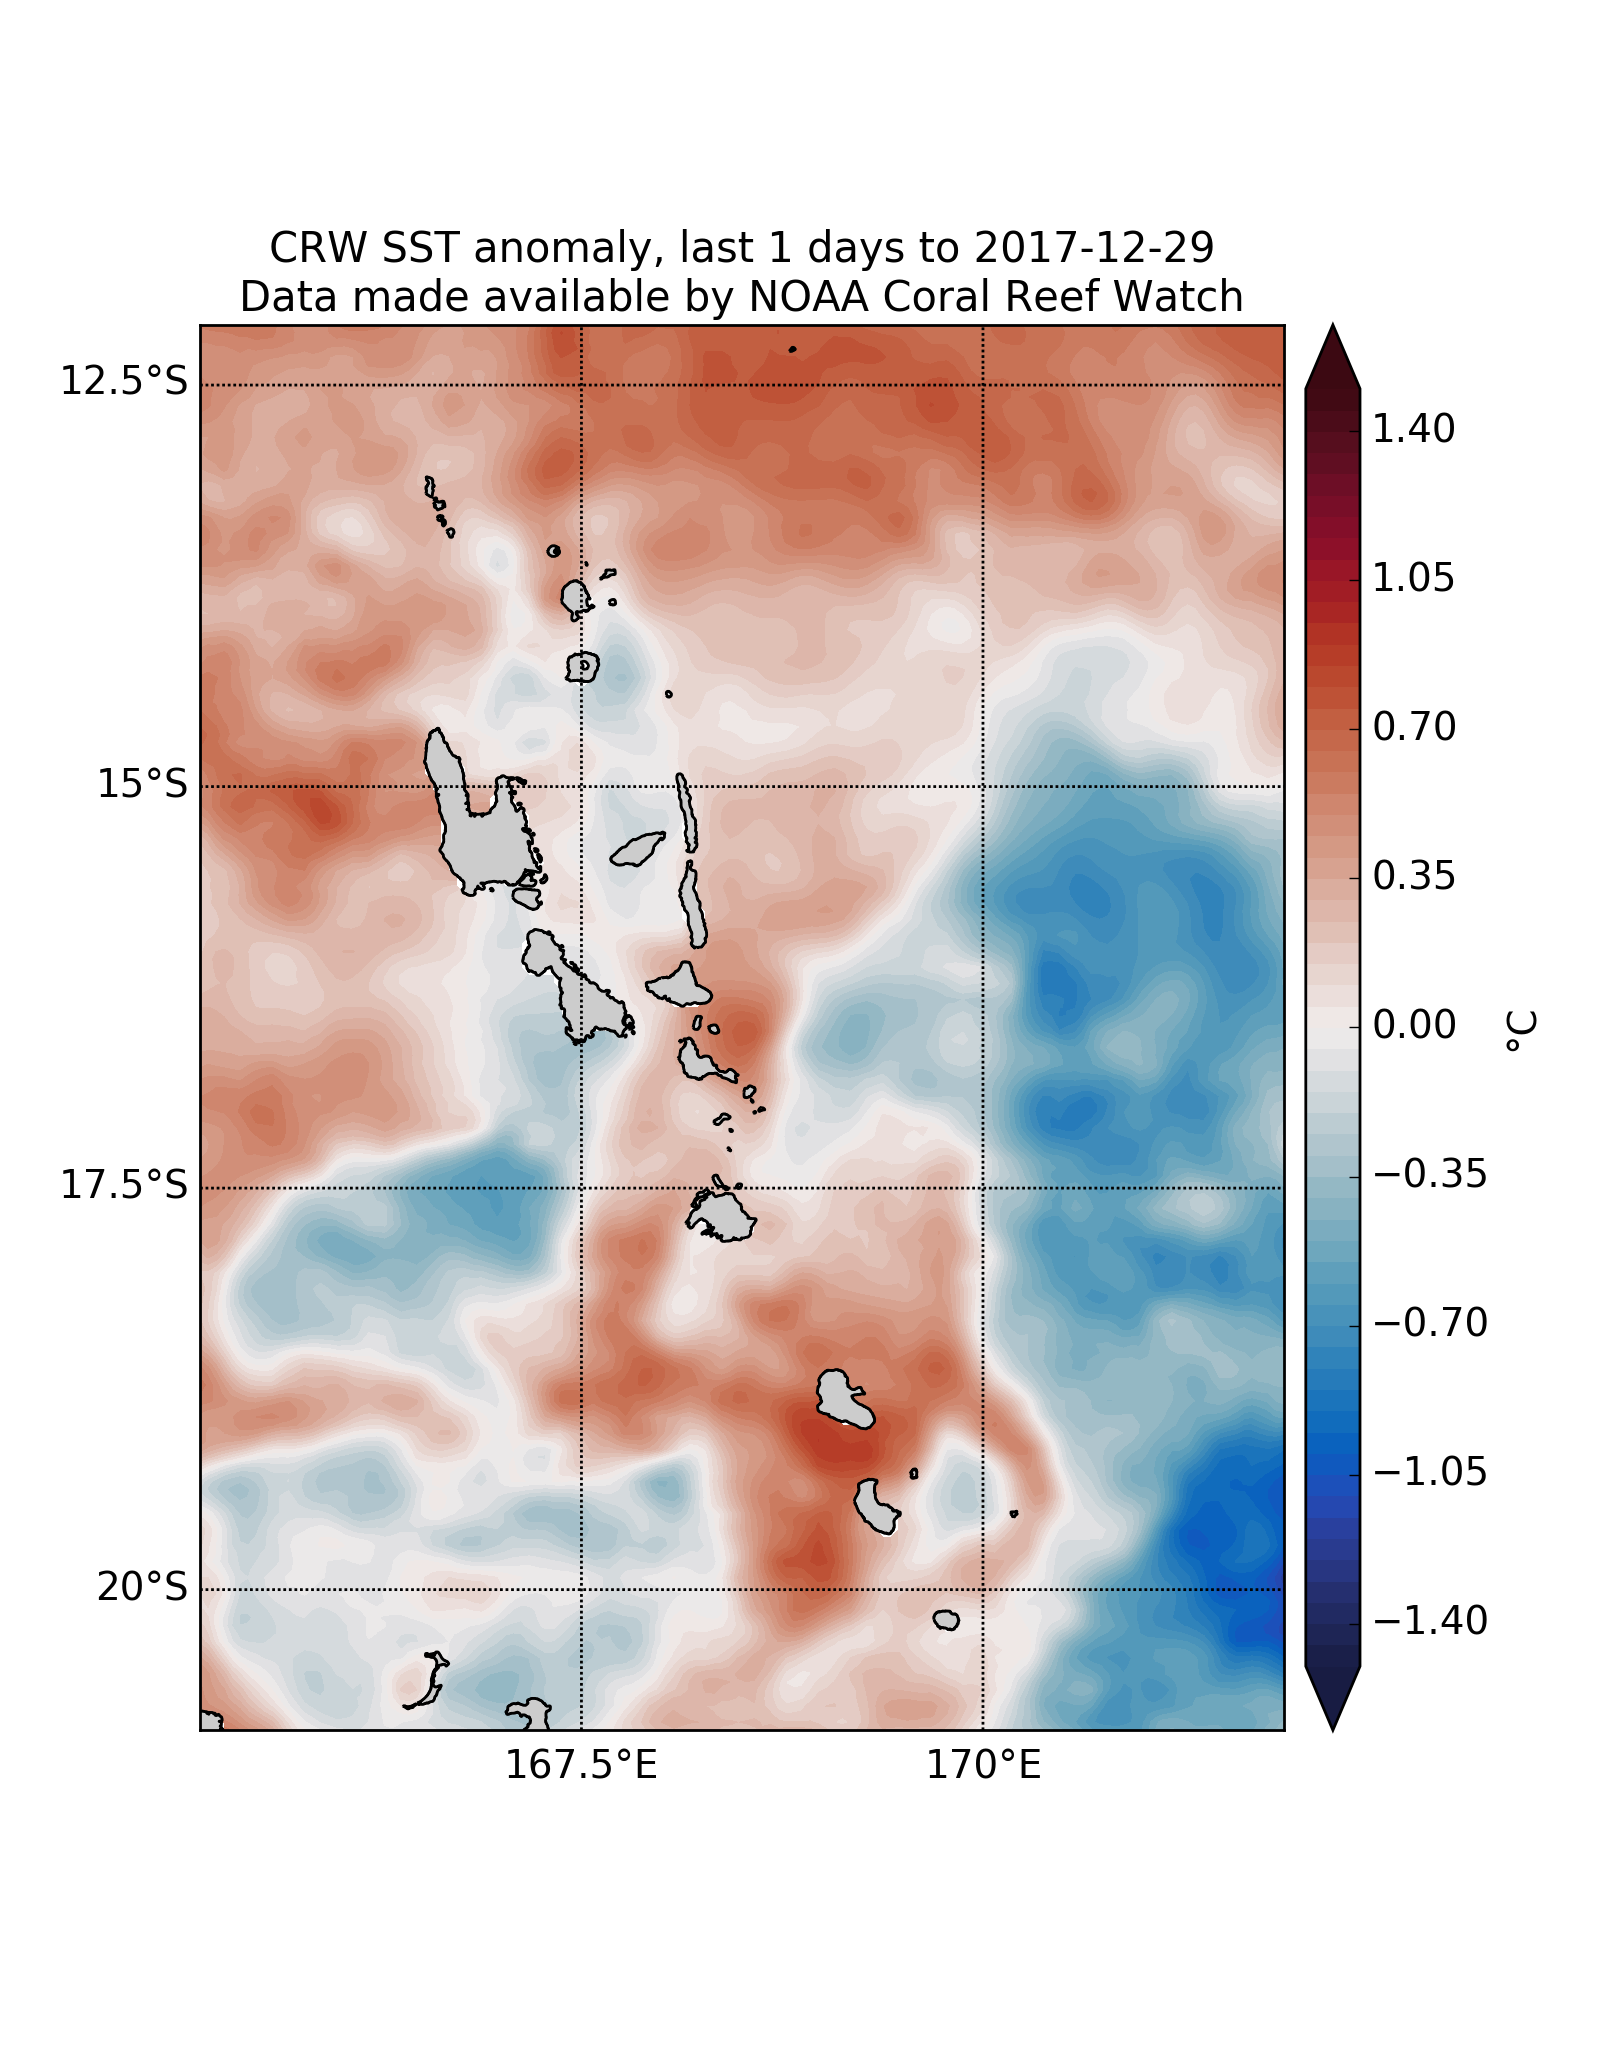 CRW SST anomaly, last 1 days to 2017-12-29
Data made available by NOAA Coral Reef Watch
12.5°S
15°S
17.5°S
20°S
167.5°E
170°E
1.40
1.05
0.70
0.35
0.00
−0.35
−0.70
−1.05
−1.40
°C